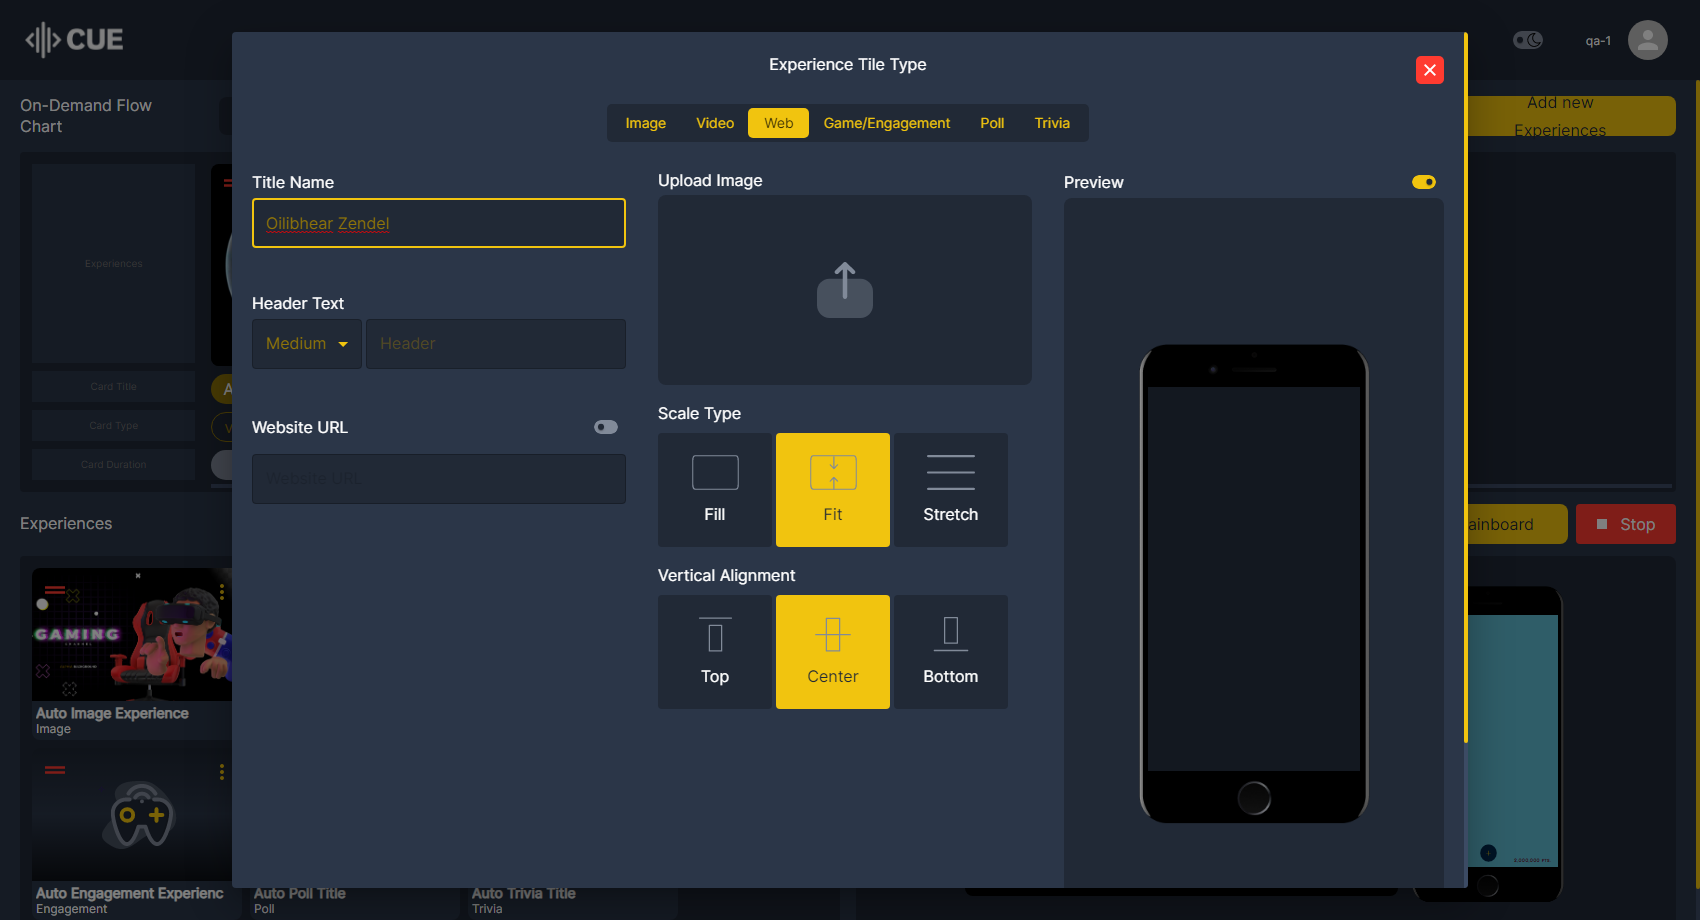 CUE
qa-1
On-Demand Flow
Chart
Add new
Experiences
Experience Tile Type
Image
Video
Web
Game/Engagement
Poll
Trivia
Title Name
Oilibhear Zendel
Header Text
Medium
Header
Website URL
Website URL
Upload Image
Scale Type
Fill
Fit
Stretch
Vertical Alignment
Top
Center
Bottom
Preview
Experiences
A
Card Title
Card Type
V
Card Duration
Experiences
ainboard
Stop
GAMING
Auto Image Experience
Image
Auto Engagement Experienc
Engagement
Auto Poll Title
Poll
Auto Trivia Title
Trivia